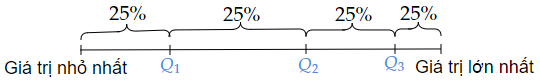 25% 25% 25% 25%
Giá trị nhỏ nhất Q₁ Q₂ Q₃ Giá trị lớn nhất